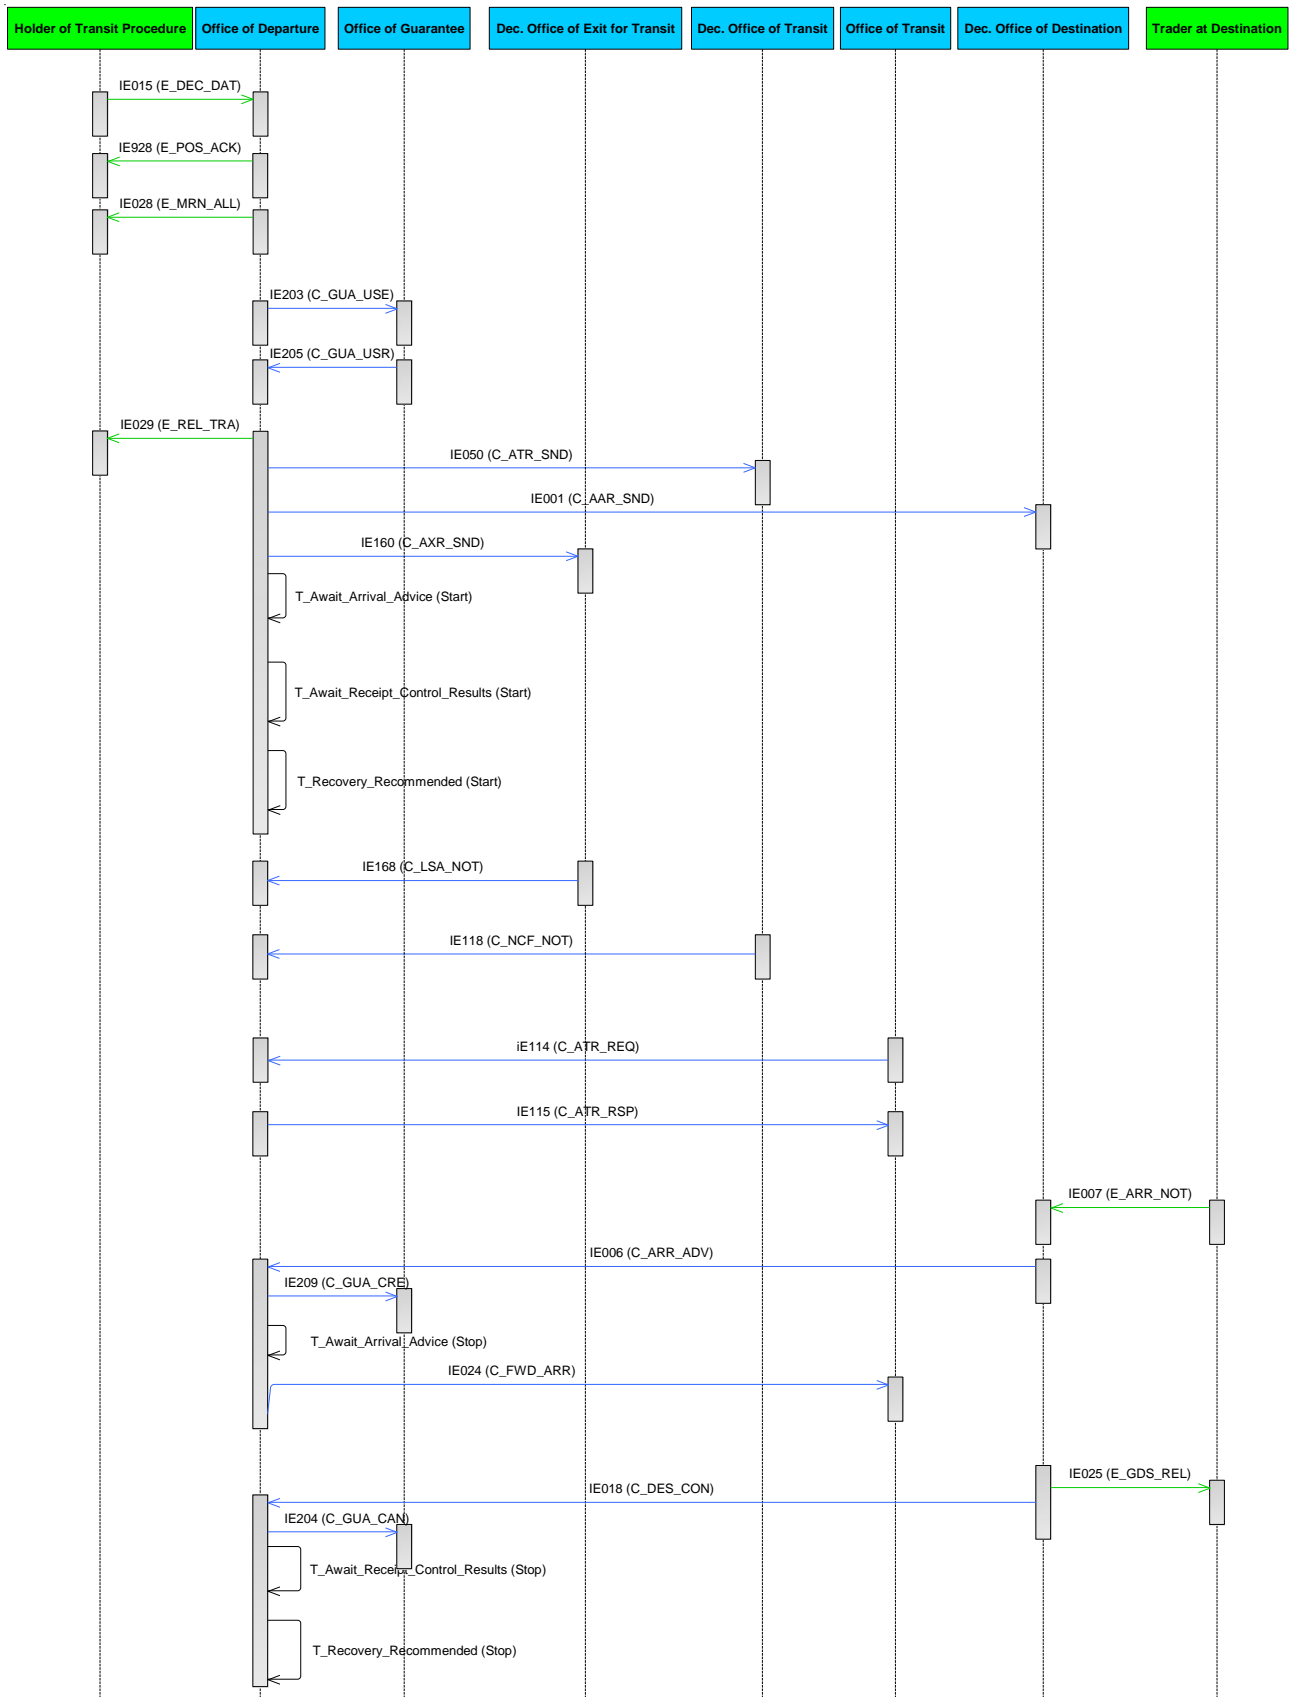 Holder of Transit Procedure
Office of Departure
Office of Guarantee
Dec. Office of Exit for Transit
Dec. Office of Transit
Office of Transit
Dec. Office of Destination
Trader at Destination
IE015 (E_DEC_DAT)
IE928 (E_POS_ACK)
IE028 (E_MRN_ALL)
IE203 (C_GUA_USE)
IE205 (C_GUA_USR)
IE029 (E_REL_TRA)
IE050 (C_ATR_SND)
IE001 (C_AAR_SND)
IE160 (C_AXR_SND)
T_Await_Arrival_Advice (Start)
T_Await_Receipt_Control_Results (Start)
T_Recovery_Recommended (Start)
IE168 (C_LSA_NOT)
IE118 (C_NCF_NOT)
iE114 (C_ATR_REQ)
IE115 (C_ATR_RSP)
IE007 (E_ARR_NOT)
IE006 (C_ARR_ADV)
IE209 (C_GUA_CRE)
T_Await_Arrival_Advice (Stop)
IE024 (C_FWD_ARR)
IE025 (E_GDS_REL)
IE018 (C_DES_CON)
IE204 (C_GUA_CAN)
T_Await_Receipt_Control_Results (Stop)
T_Recovery_Recommended (Stop)